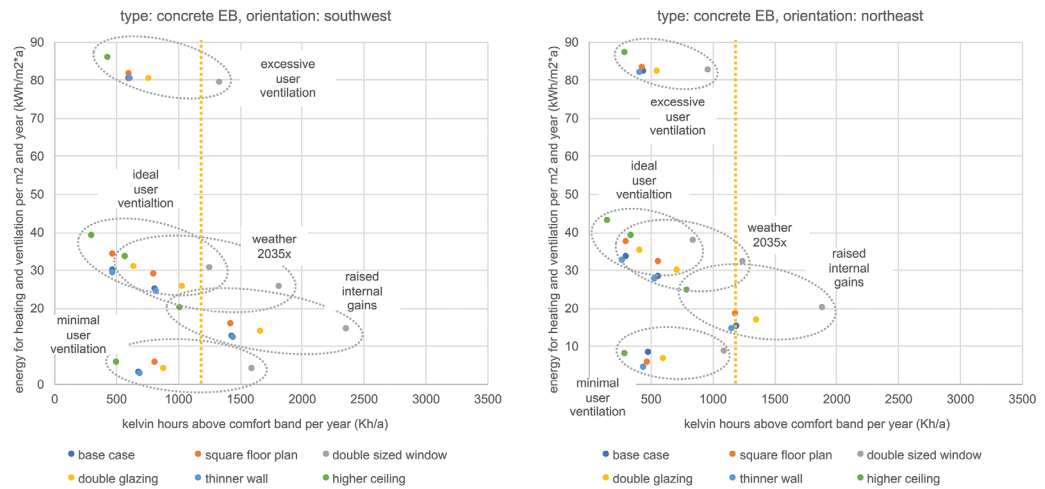 type: concrete EB, orientation: southwest
energy for heating and ventilation per m2 and year (kWh/m2*a)
90
80
70
60
50
40
30
20
10
0
excessive
user
ventilation
ideal
user
ventilation
weather
2035x
raised
internal
gains
minimal
user
ventilation
0
500
1000
1500
2000
2500
3000
3500
kelvin hours above comfort band per year (Kh/a)
base case
square floor plan
double sized window
double glazing
thinner wall
higher ceiling
type: concrete EB, orientation: northeast
energy for heating and ventilation per m2 and year (kWh/m2*a)
90
80
70
60
50
40
30
20
10
excessive
user
ventilation
ideal
user
ventialtion
weather
2035x
raised
internal
gains
minimal
user
ventilation
500
1000
1500
2000
2500
3000
3500
kelvin hours above comfort band per year (Kh/a)
base case
square floor plan
double sized window
double glazing
thinner wall
higher ceiling